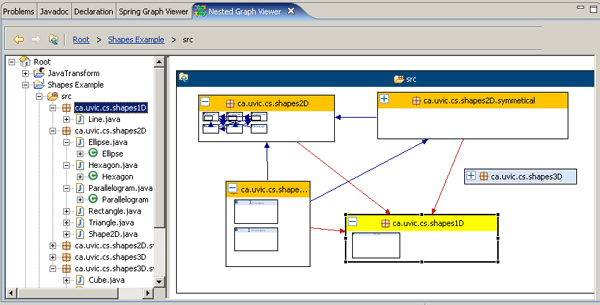 Problems Javadoc Declaration Spring Graph Viewer Nested Graph Viewer
Root > Shapes Example > src
Root
JavaTransform
Shapes Example
src
ca.uvic.cs.shapes1D
Line.java
ca.uvic.cs.shapes2D
Ellipse.java
Ellipse
Hexagon.java
Hexagon
Parallelogram.java
Parallelogram
Rectangle.java
Triangle.java
Shape2D.java
ca.uvic.cs.shapes2D.sy
ca.uvic.cs.shapes3D
ca.uvic.cs.shapes3D.s
Cube.java
src
ca.uvic.cs.shapes2D
ca.uvic.cs.shapes2D.symmetical
ca.uvic.cs.shapes3D
ca.uvic.cs.shape...
ca.uvic.cs.shapes1D